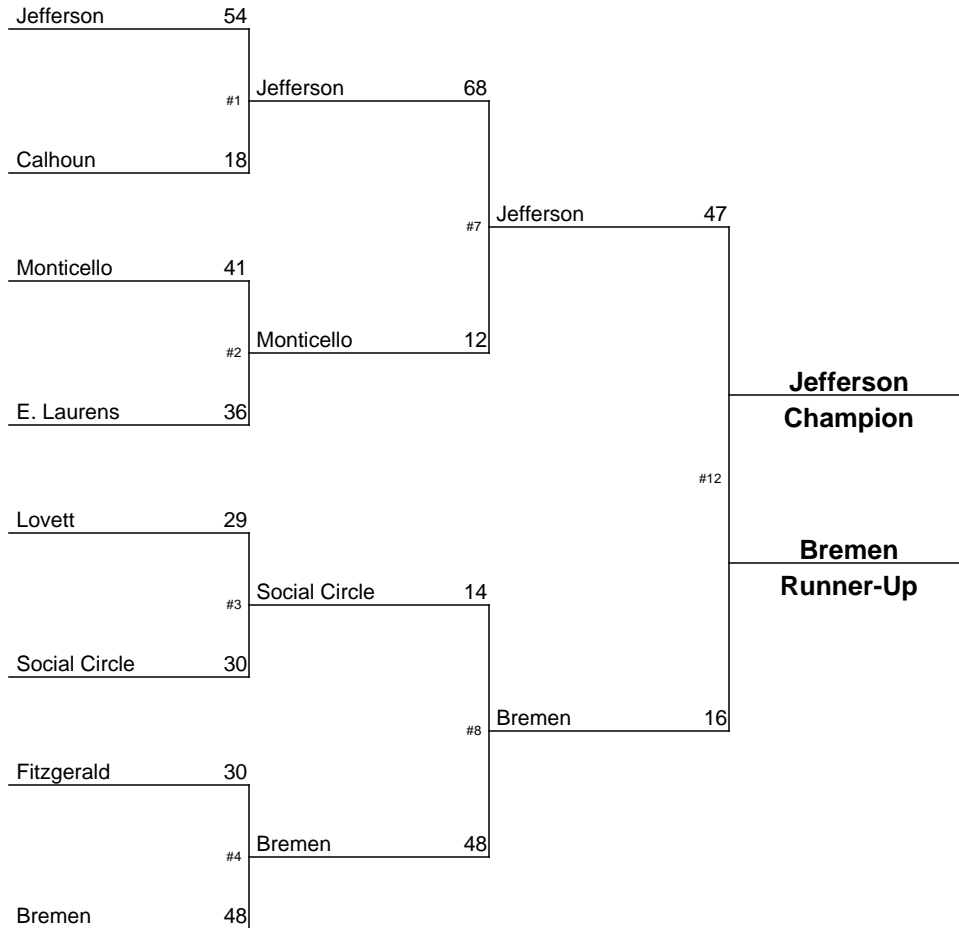 Jefferson 54
Jefferson 68
#1
Calhoun 18
Jefferson 47
#7
Monticello 41
Monticello 12
#2
Jefferson
Champion
E. Laurens 36
#12
Lovett 29
Bremen
Runner-Up
Social Circle 14
#3
Social Circle 30
Bremen 16
#8
Fitzgerald 30
Bremen 48
#4
Bremen 48